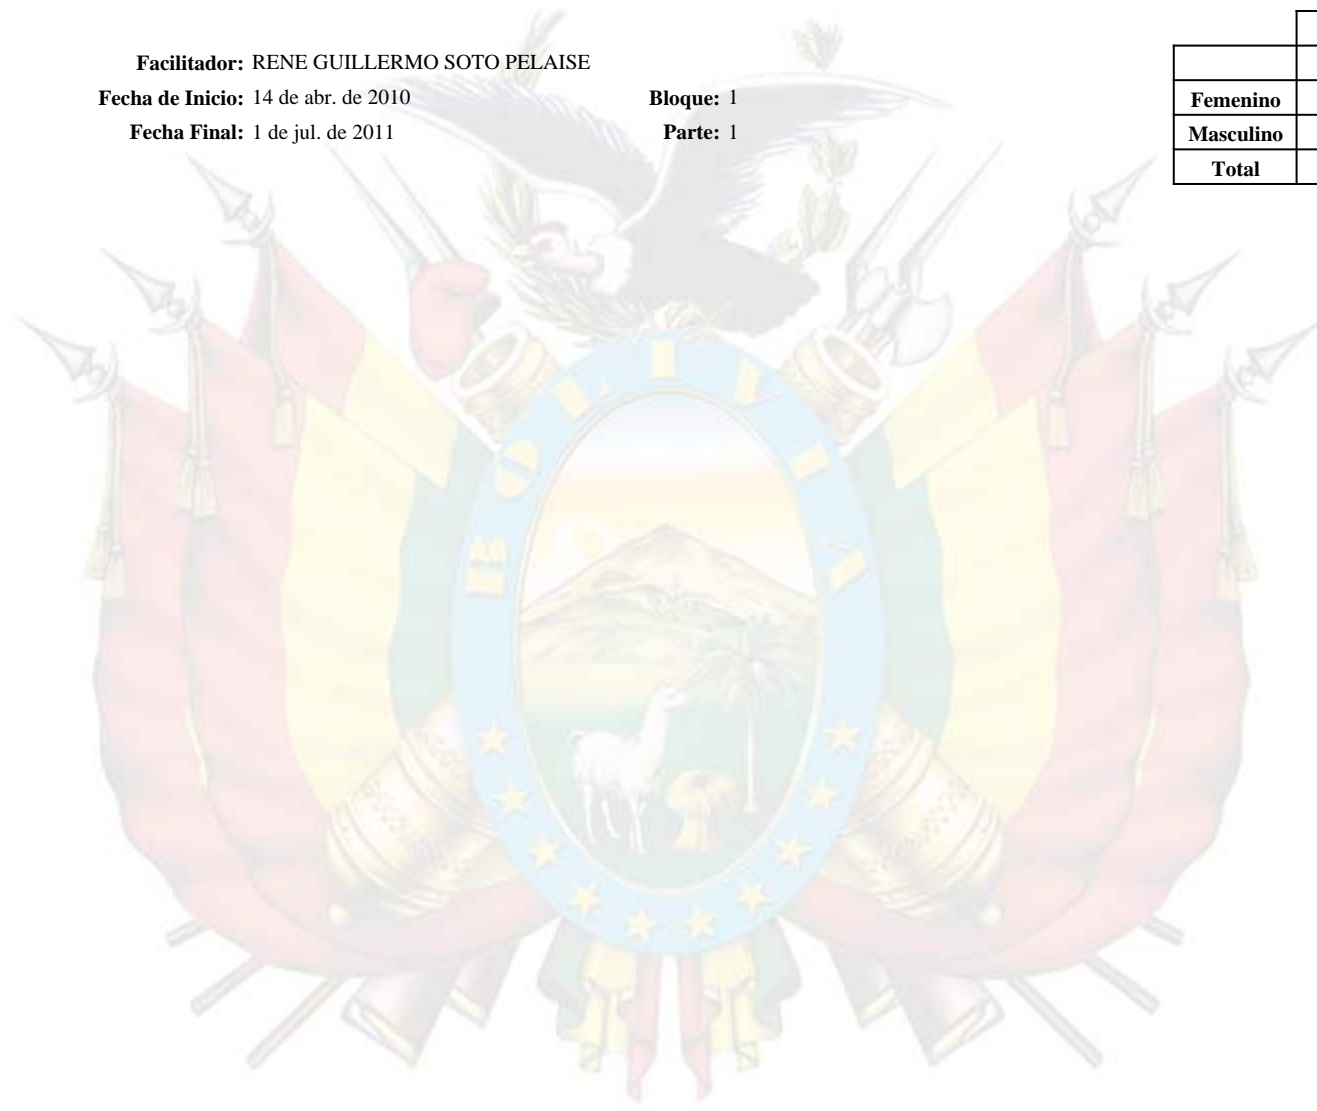 Facilitador: RENE GUILLERMO SOTO PELAISE
Fecha de Inicio: 14 de abr. de 2010 Bloque: 1
Fecha Final: 1 de jul. de 2011 Parte: 1
Femenino
Masculino
Total
BOLIVIA